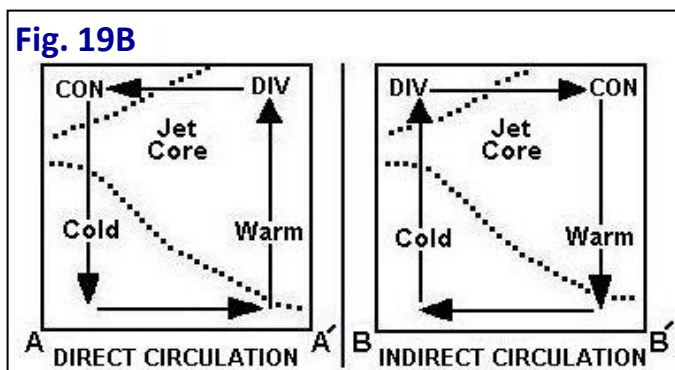 Fig. 19B
CON DIV
Jet
Core
Cold Warm
A DIRECT CIRCULATION A′
DIV CON
Jet
Core
Cold Warm
B INDIRECT CIRCULATION B′